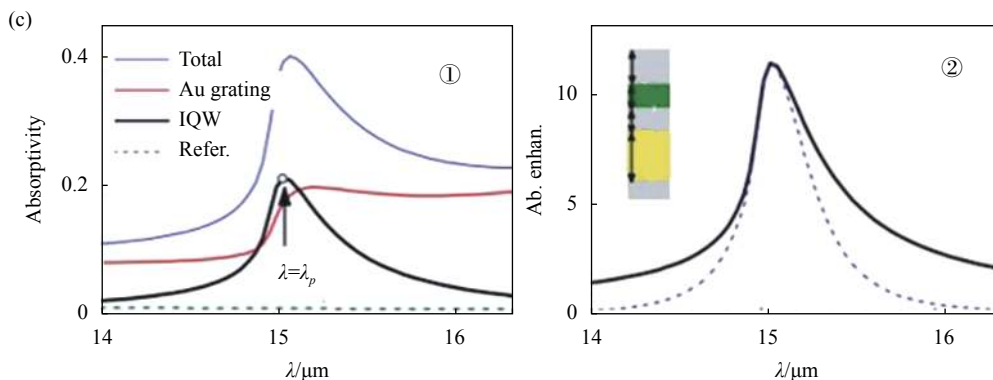 (c)
0.4
0.2
0
Absorptivity
Total
Au grating
IQW
Refer.
①
λ=λp
14
15
16
λ/μm
10
5
0
Ab. enhan.
②
14
15
16
λ/μm